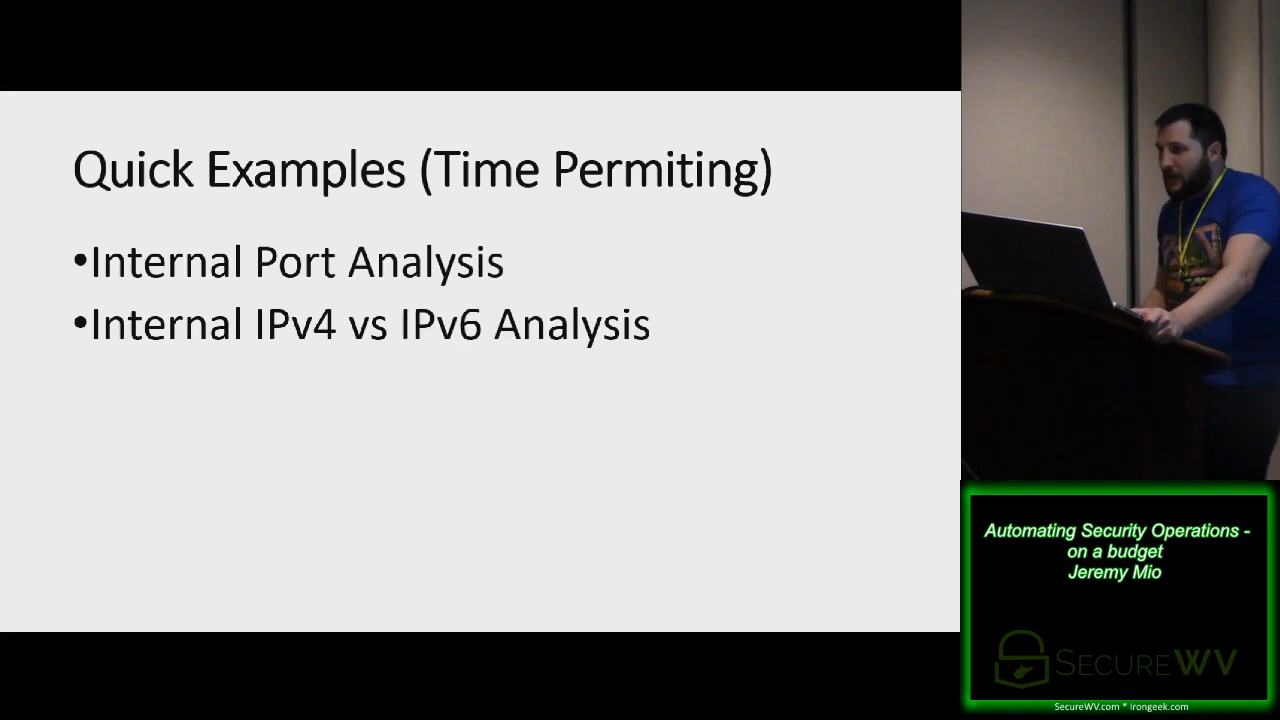 Quick Examples (Time Permiting)
•Internal Port Analysis
•Internal IPv4 vs IPv6 Analysis
Automating Security Operations -
on a budget
Jeremy Mio
SECUREWV
SecureWV.com * irongeek.com